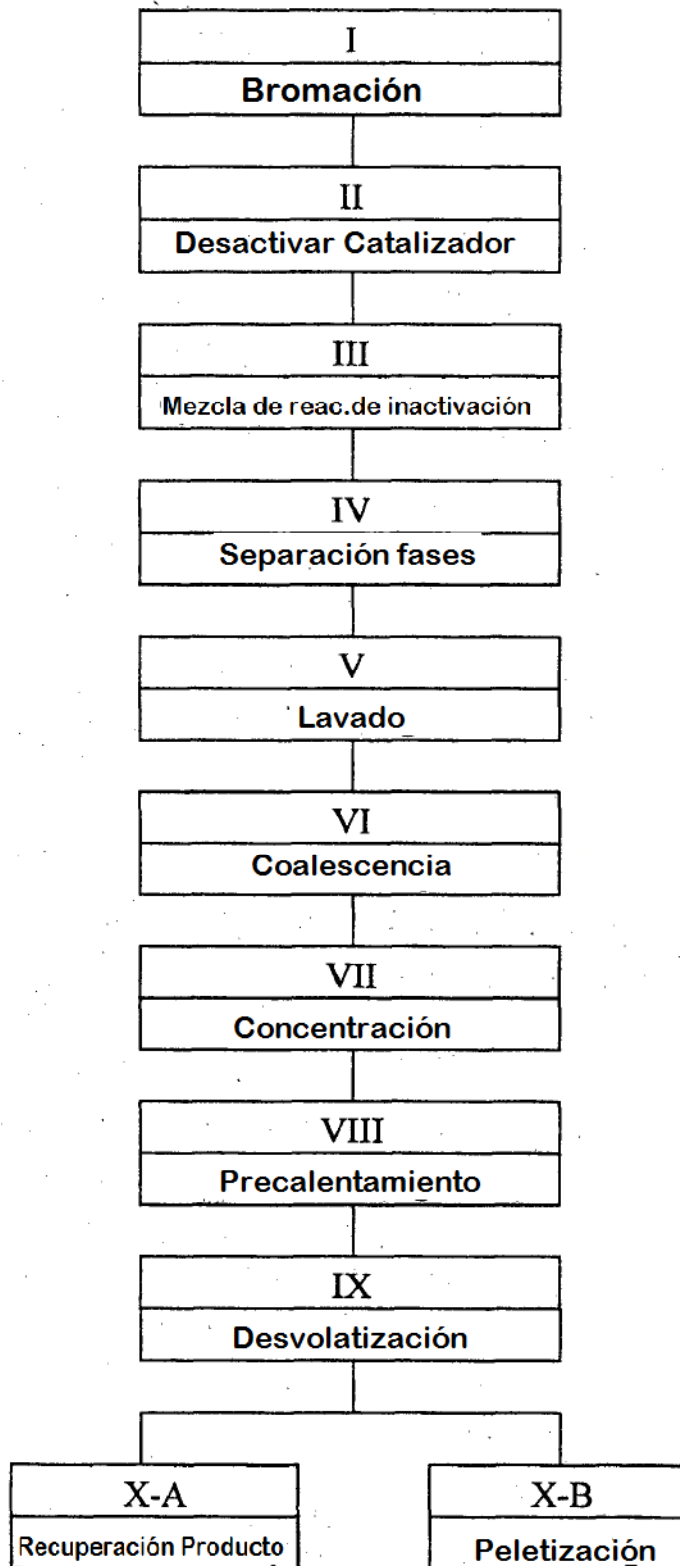 I
Bromación
II
Desactivar Catalizador
III
Mezcla de reac.de inactivación
IV
Separación fases
V
Lavado
VI
Coalescencia
VII
Concentración
VIII
Precalentamiento
IX
Desvolatización
X-A
Recuperación Producto
X-B
Peletización